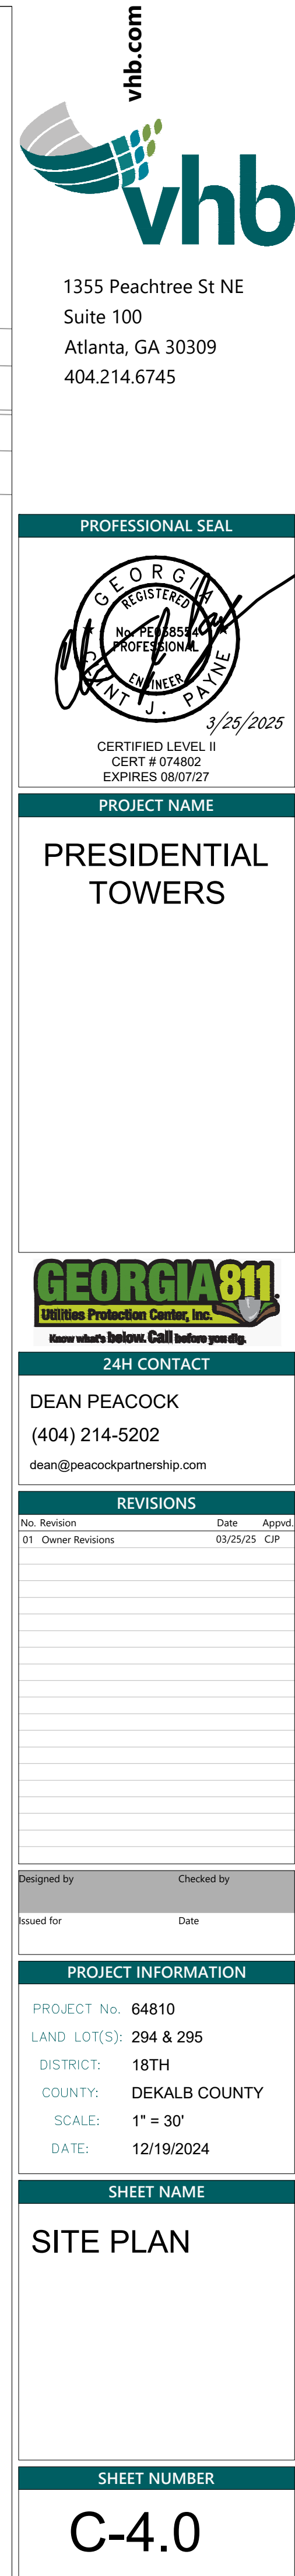 vhb.com
vhb
1355 Peachtree St NE
Suite 100
Atlanta, GA 30309
404.214.6745
PROFESSIONAL SEAL
GEORGIA
REGISTERED
No. PE038554
PROFESSIONAL
ENGINEER
CLINT J. PAYNE
3/25/2025
CERTIFIED LEVEL II
CERT # 074802
EXPIRES 08/07/27
PROJECT NAME
PRESIDENTIAL
TOWERS
GEORGIA 811
Utilities Protection Center, Inc.
Know what's below. Call before you dig.
24H CONTACT
DEAN PEACOCK
(404) 214-5202
dean@peacockpartnership.com
REVISIONS
No. Revision Date Appvd.
01 Owner Revisions 03/25/25 CJP
Designed by Checked by
Issued for Date
PROJECT INFORMATION
PROJECT No. 64810
LAND LOT(S): 294 & 295
DISTRICT: 18TH
COUNTY: DEKALB COUNTY
SCALE: 1" = 30'
DATE: 12/19/2024
SHEET NAME
SITE PLAN
SHEET NUMBER
C-4.0